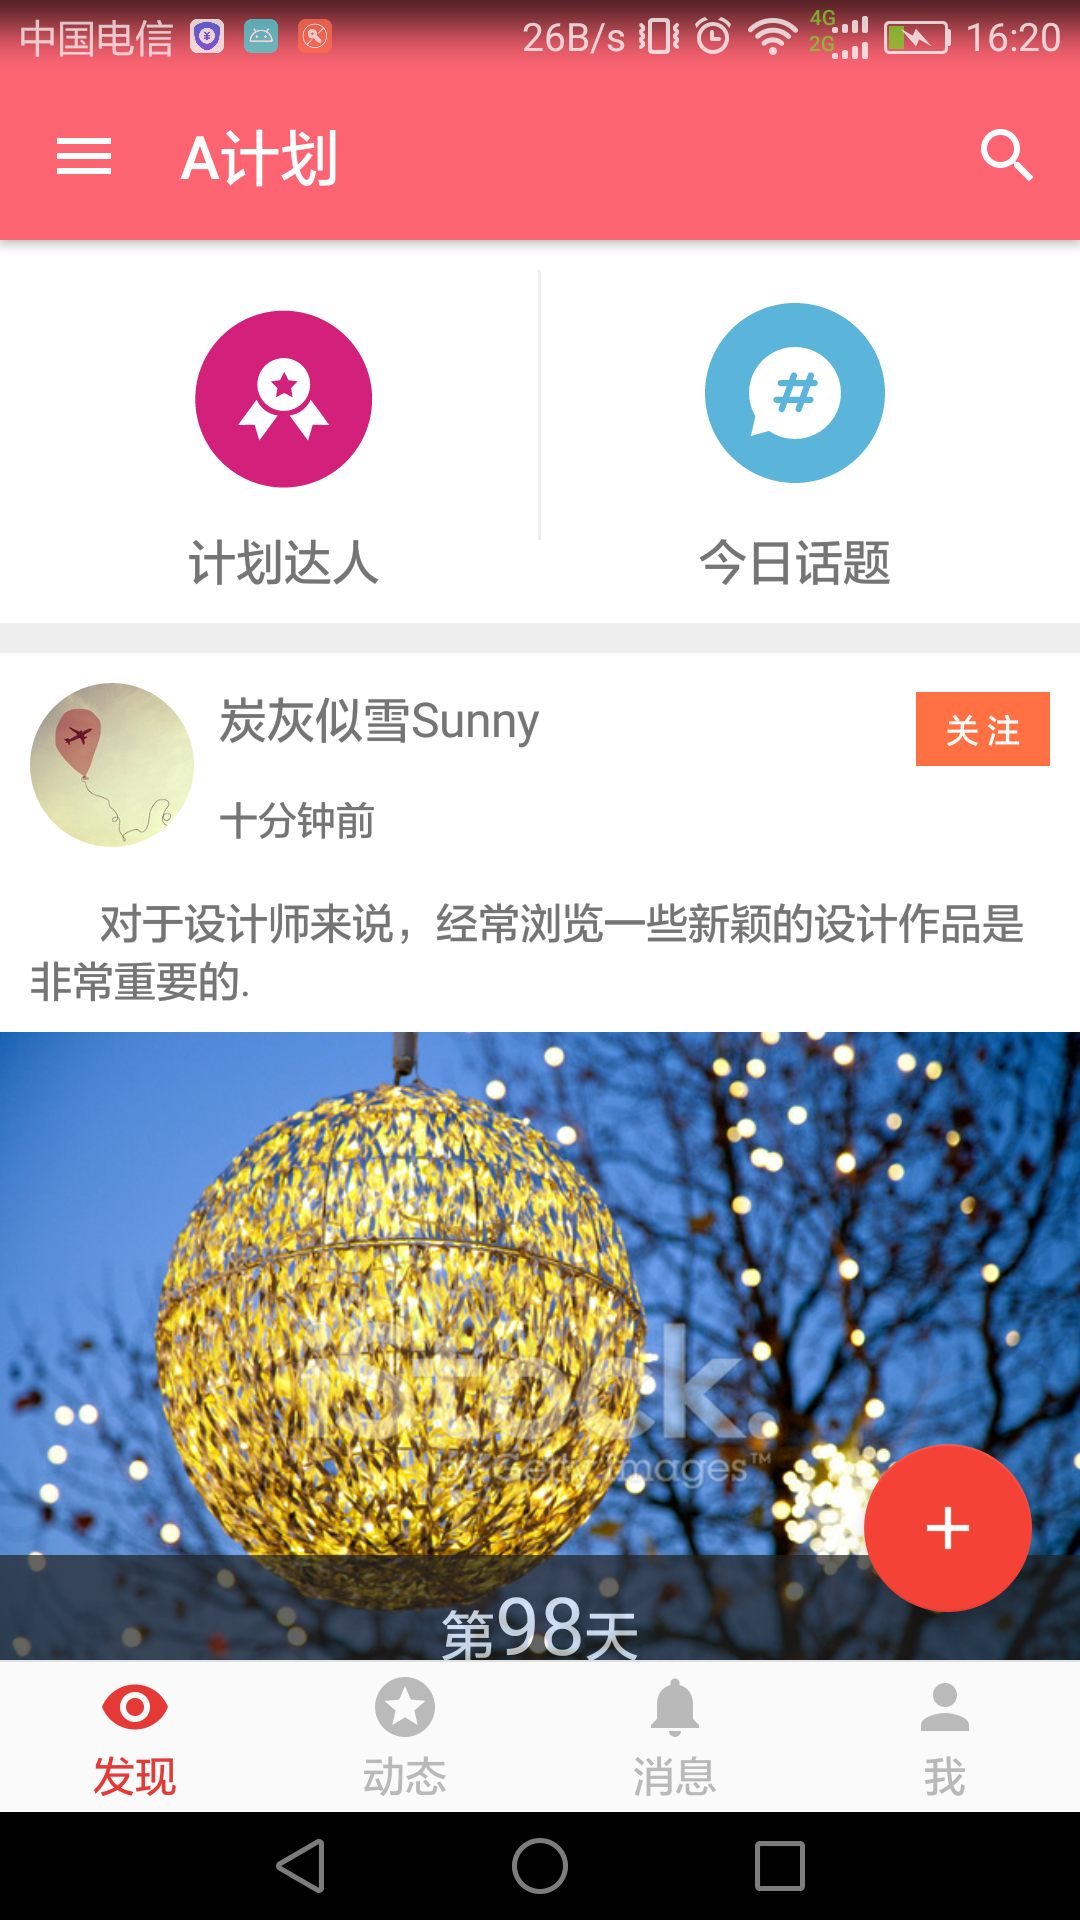 中国电信 26B/s 4G 2G 16:20
A计划
计划达人 今日话题
炭灰似雪Sunny
关注
十分钟前
对于设计师来说，经常浏览一些新颖的设计作品是
非常重要的.
iStock.
by Getty Images™
第98天
发现 动态 消息 我